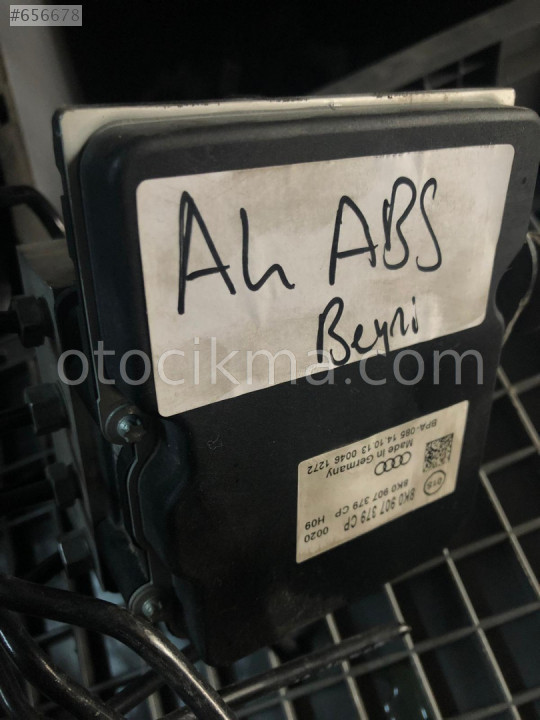 #656678
A4 ABS
Beyni
otocikma.com
015
8K0 907 379 CP
8K0 907 379 CP H09
0020
Made in Germany
BPA-085 14.10.13 0046 1272